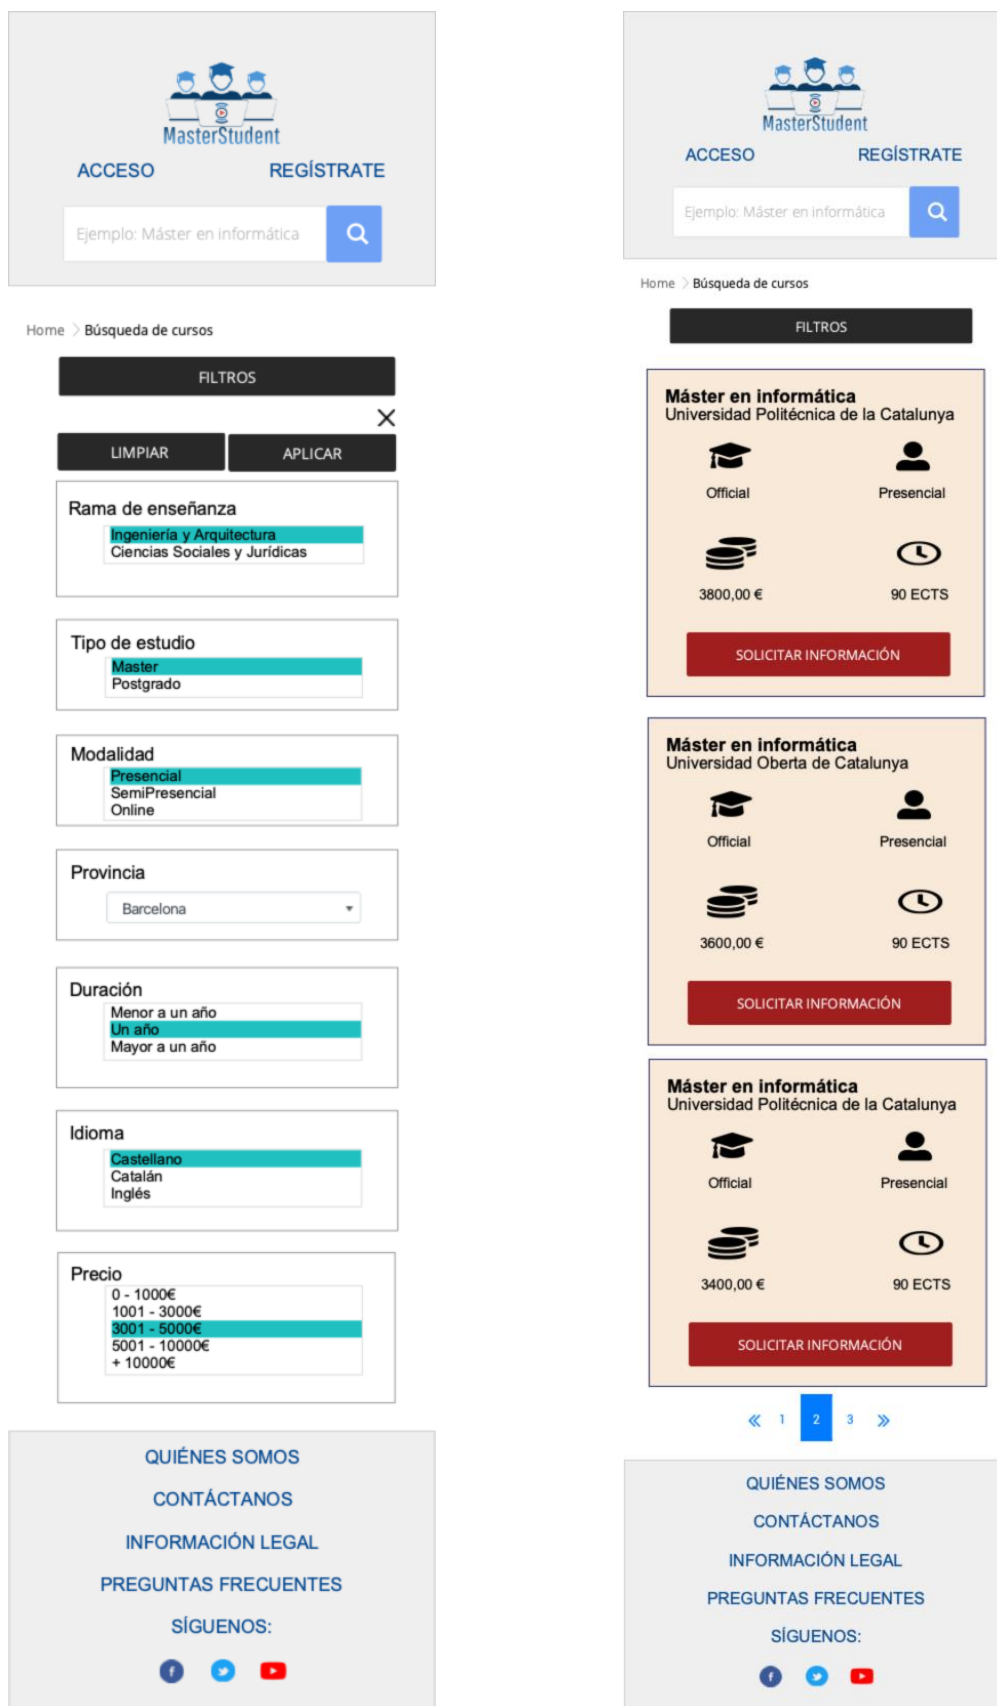 MasterStudent
ACCESO REGÍSTRATE
Ejemplo: Máster en informática
Home > Búsqueda de cursos
FILTROS
LIMPIAR APLICAR
Rama de enseñanza
Ingeniería y Arquitectura
Ciencias Sociales y Jurídicas
Tipo de estudio
Master
Postgrado
Modalidad
Presencial
SemiPresencial
Online
Provincia
Barcelona
Duración
Menor a un año
Un año
Mayor a un año
Idioma
Castellano
Catalán
Inglés
Precio
0 - 1000€
1001 - 3000€
3001 - 5000€
5001 - 10000€
+ 10000€
QUIÉNES SOMOS
CONTÁCTANOS
INFORMACIÓN LEGAL
PREGUNTAS FRECUENTES
SÍGUENOS:
MasterStudent
ACCESO REGÍSTRATE
Ejemplo: Máster en informática
Home > Búsqueda de cursos
FILTROS
Máster en informática
Universidad Politécnica de la Catalunya
Official Presencial
3800,00 € 90 ECTS
SOLICITAR INFORMACIÓN
Máster en informática
Universidad Oberta de Catalunya
Official Presencial
3600,00 € 90 ECTS
SOLICITAR INFORMACIÓN
Máster en informática
Universidad Politécnica de la Catalunya
Official Presencial
3400,00 € 90 ECTS
SOLICITAR INFORMACIÓN
« 1 2 3 »
QUIÉNES SOMOS
CONTÁCTANOS
INFORMACIÓN LEGAL
PREGUNTAS FRECUENTES
SÍGUENOS: